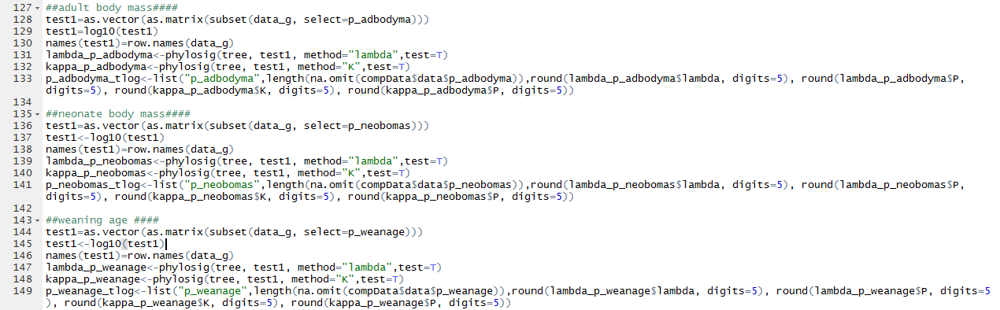 127 ##adult body mass####
128 test1=as.vector(as.matrix(subset(data_g, select=p_adbodyma)))
129 test1=log10(test1)
130 names(test1)=row.names(data_g)
131 lambda_p_adbodyma<-phylosig(tree, test1, method="lambda",test=T)
132 kappa_p_adbodyma<-phylosig(tree, test1, method="K",test=T)
133 p_adbodyma_tlog<-list("p_adbodyma",length(na.omit(compData$data$p_adbodyma)),round(lambda_p_adbodyma$lambda, digits=5), round(lambda_p_adbodyma$P,
digits=5), round(kappa_p_adbodyma$K, digits=5), round(kappa_p_adbodyma$P, digits=5))
134
135 ##neonate body mass####
136 test1=as.vector(as.matrix(subset(data_g, select=p_neobomas)))
137 test1<-log10(test1)
138 names(test1)=row.names(data_g)
139 lambda_p_neobomas<-phylosig(tree, test1, method="lambda",test=T)
140 kappa_p_neobomas<-phylosig(tree, test1, method="K",test=T)
141 p_neobomas_tlog<-list("p_neobomas",length(na.omit(compData$data$p_neobomas)),round(lambda_p_neobomas$lambda, digits=5), round(lambda_p_neobomas$P,
digits=5), round(kappa_p_neobomas$K, digits=5), round(kappa_p_neobomas$P, digits=5))
142
143 ##weaning age ####
144 test1=as.vector(as.matrix(subset(data_g, select=p_weanage)))
145 test1<-log10(test1)
146 names(test1)=row.names(data_g)
147 lambda_p_weanage<-phylosig(tree, test1, method="lambda",test=T)
148 kappa_p_weanage<-phylosig(tree, test1, method="K",test=T)
149 p_weanage_tlog<-list("p_weanage",length(na.omit(compData$data$p_weanage)),round(lambda_p_weanage$lambda, digits=5), round(lambda_p_weanage$P, digits=5
), round(kappa_p_weanage$K, digits=5), round(kappa_p_weanage$P, digits=5))